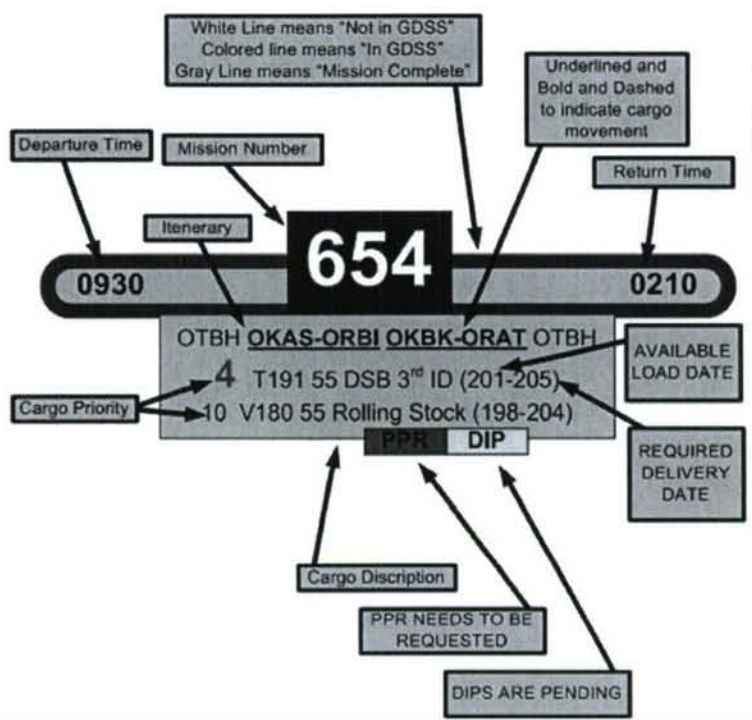 White Line means “Not in GDSS”
Colored line means “In GDSS”
Gray Line means “Mission Complete”
Underlined and
Bold and Dashed
to indicate cargo
movement
Departure Time
Mission Number
Return Time
Itenerary
654
0930
0210
OTBH OKAS-ORBI OKBK-ORAT OTBH
4 T191 55 DSB 3rd ID (201-205)
10 V180 55 Rolling Stock (198-204)
AVAILABLE
LOAD DATE
Cargo Priority
PPR DIP
REQUIRED
DELIVERY
DATE
Cargo Discription
PPR NEEDS TO BE
REQUESTED
DIPS ARE PENDING